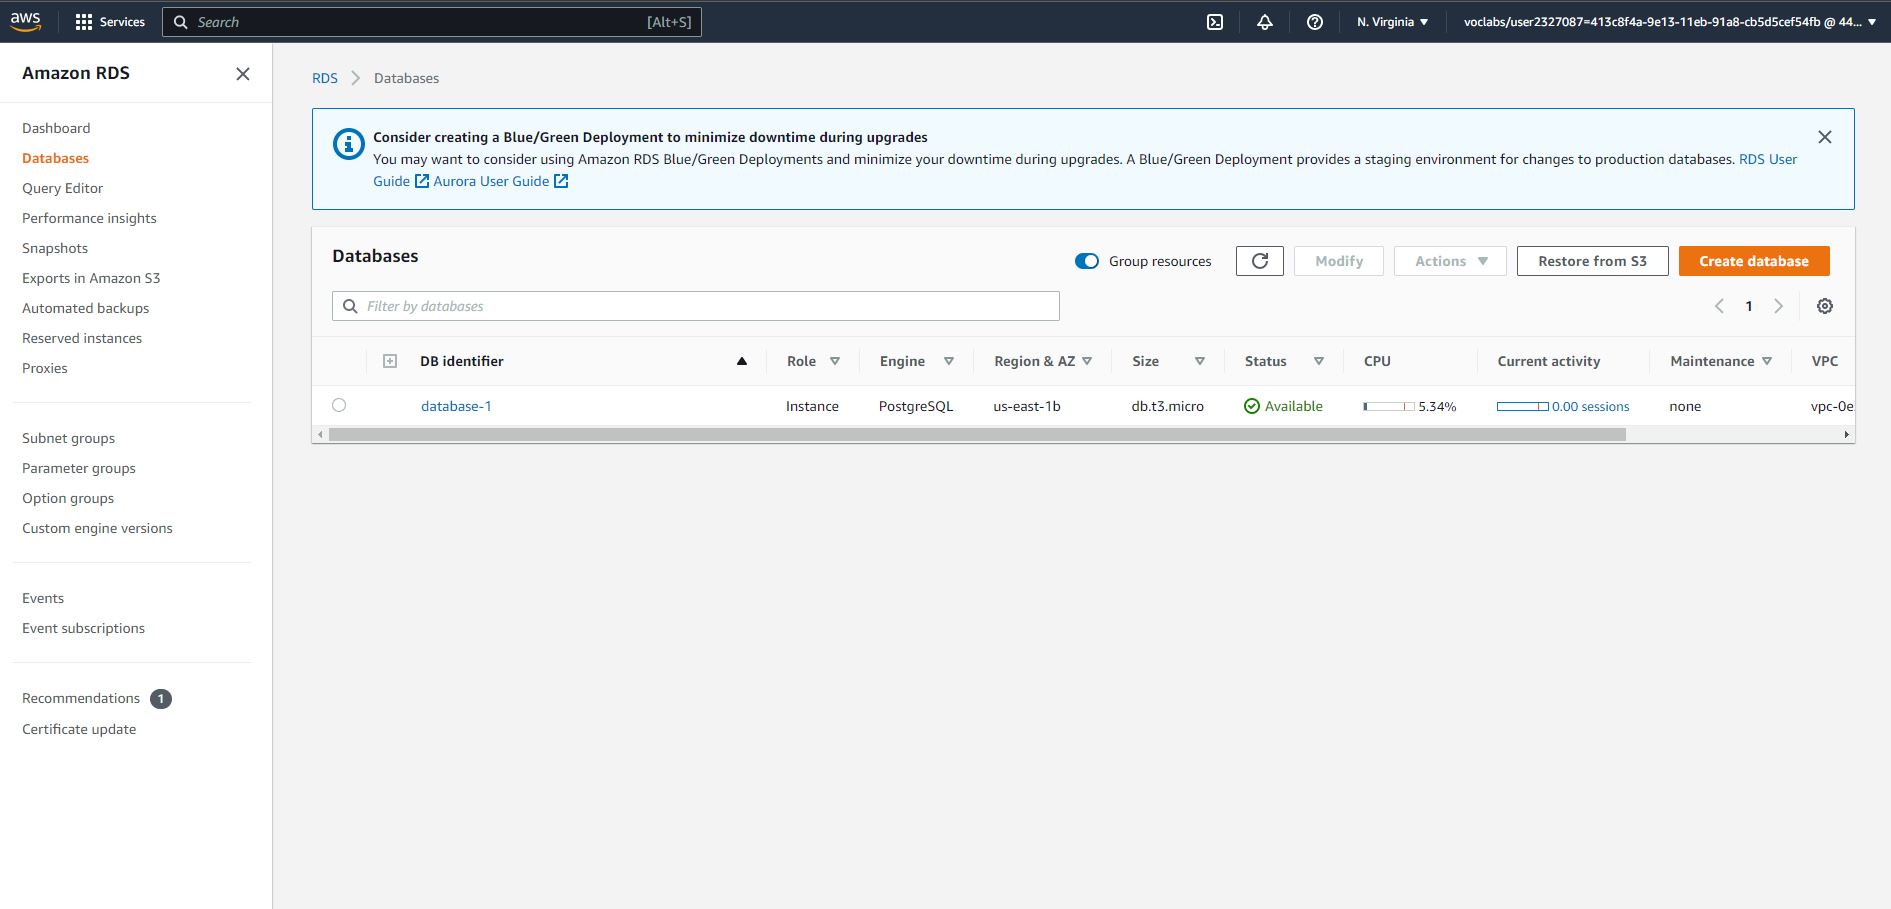 aws
Services
Search
[Alt+S]
N. Virginia
voclabs/user2327087=413c8f4a-9e13-11eb-91a8-cb5d5cef54fb @ 44...
Amazon RDS
Dashboard
Databases
Query Editor
Performance insights
Snapshots
Exports in Amazon S3
Automated backups
Reserved instances
Proxies
Subnet groups
Parameter groups
Option groups
Custom engine versions
Events
Event subscriptions
Recommendations 1
Certificate update
RDS > Databases
Consider creating a Blue/Green Deployment to minimize downtime during upgrades
You may want to consider using Amazon RDS Blue/Green Deployments and minimize your downtime during upgrades. A Blue/Green Deployment provides a staging environment for changes to production databases. RDS User
Guide Aurora User Guide
Databases
Group resources
Modify
Actions
Restore from S3
Create database
Filter by databases
1
DB identifier Role Engine Region & AZ Size Status CPU Current activity Maintenance VPC
database-1 Instance PostgreSQL us-east-1b db.t3.micro Available 5.34% 0.00 sessions none vpc-0e